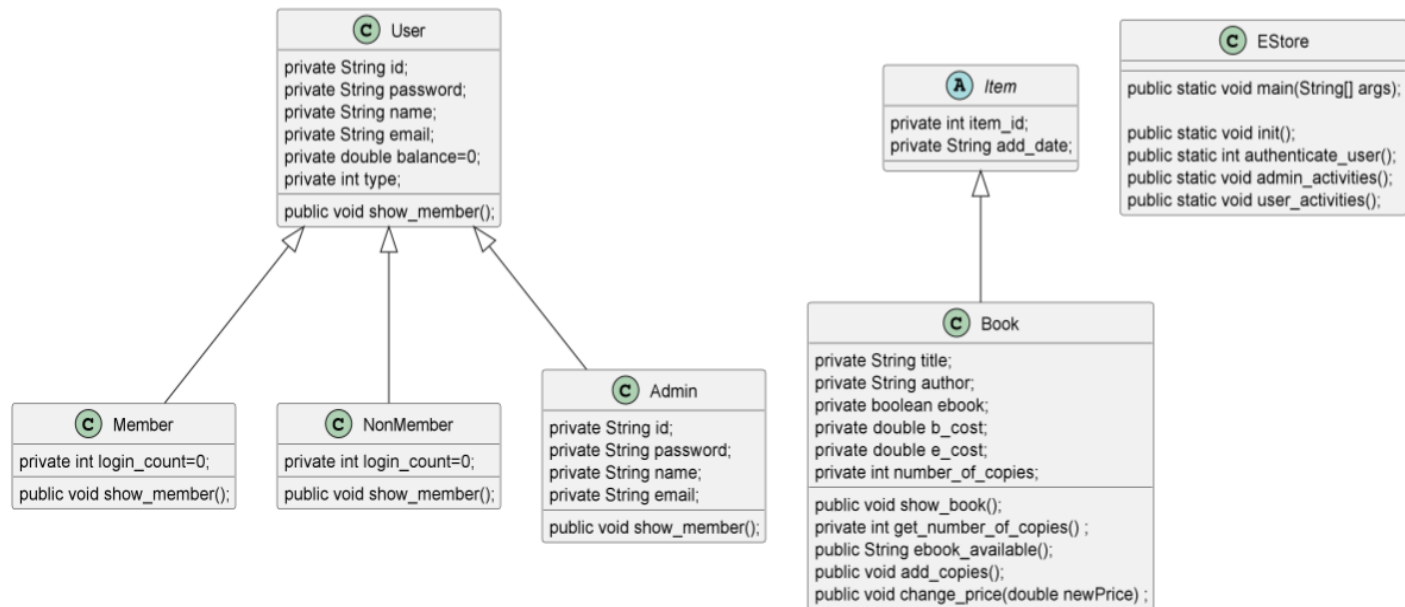 C User
private String id;
private String password;
private String name;
private String email;
private double balance=0;
private int type;
public void show_member();
C Member
private int login_count=0;
public void show_member();
C NonMember
private int login_count=0;
public void show_member();
C Admin
private String id;
private String password;
private String name;
private String email;
public void show_member();
A Item
private int item_id;
private String add_date;
C Book
private String title;
private String author;
private boolean ebook;
private double b_cost;
private double e_cost;
private int number_of_copies;
public void show_book();
private int get_number_of_copies() ;
public String ebook_available();
public void add_copies();
public void change_price(double newPrice) ;
C EStore
public static void main(String[] args);
public static void init();
public static int authenticate_user();
public static void admin_activities();
public static void user_activities();